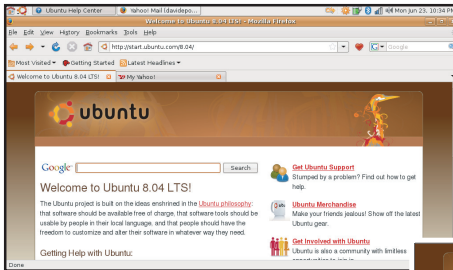 Ubuntu Help Center
Yahoo! Mail (davidepo...
Mon Jun 23, 10:34 P
Welcome to Ubuntu 8.04 LTS! - Mozilla Firefox
File Edit View History Bookmarks Tools Help
http://start.ubuntu.com/8.04/
Google
Most Visited Getting Started Latest Headlines
Welcome to Ubuntu 8.04 LTS! My Yahoo!
ubuntu
Google Search
Welcome to Ubuntu 8.04 LTS!
The Ubuntu project is built on the ideas enshrined in the Ubuntu philosophy:
that software should be available free of charge, that software tools should be
usable by people in their local language, and that people should have the
freedom to customize and alter their software in whatever way they need.
Getting Help with Ubuntu:
Get Ubuntu Support
Stumped by a problem? Find out how to get
help.
Ubuntu Merchandise
Make your friends jealous! Show off the latest
Ubuntu gear.
Get Involved with Ubuntu
Ubuntu is also a community with limitless
opportunities to join in
Done